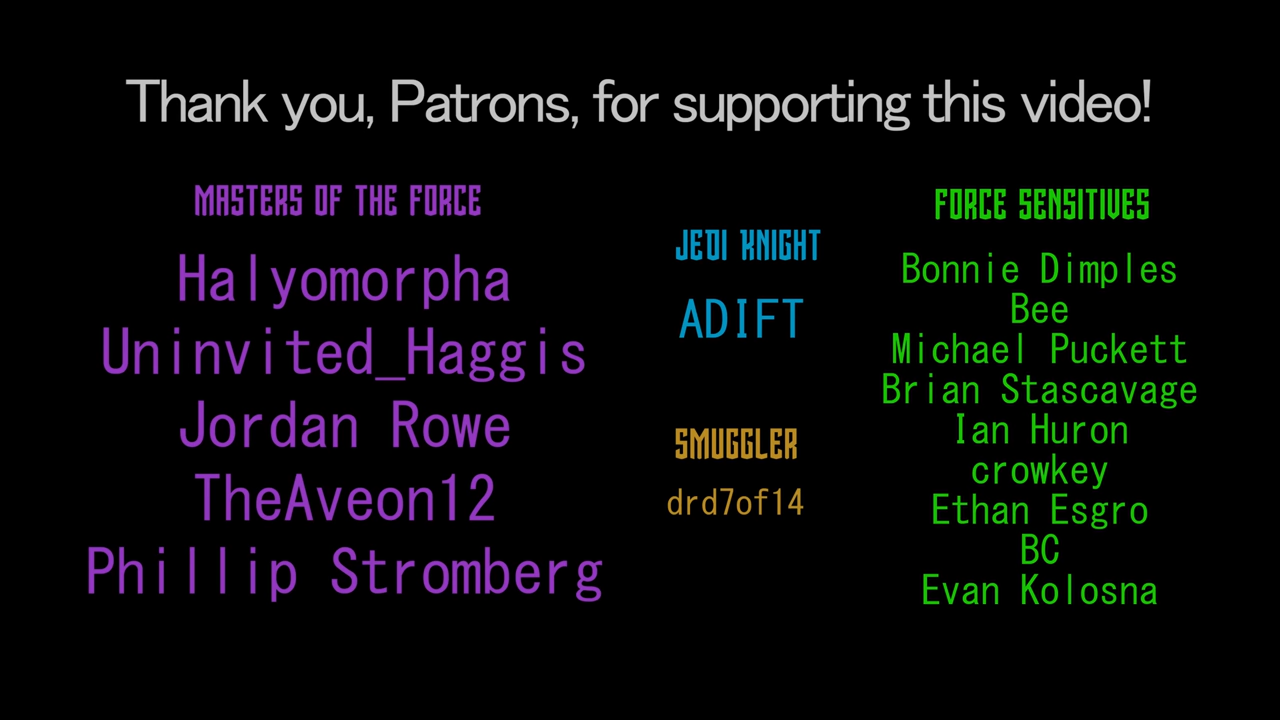 Thank you, Patrons, for supporting this video!
MASTERS OF THE FORCE
Halyomorpha
Uninvited_Haggis
Jordan Rowe
TheAveon12
Phillip Stromberg
JEDI KNIGHT
ADIFT
SMUGGLER
drd7of14
FORCE SENSITIVES
Bonnie Dimples
Bee
Michael Puckett
Brian Stascavage
Ian Huron
crowkey
Ethan Esgro
BC
Evan Kolosna